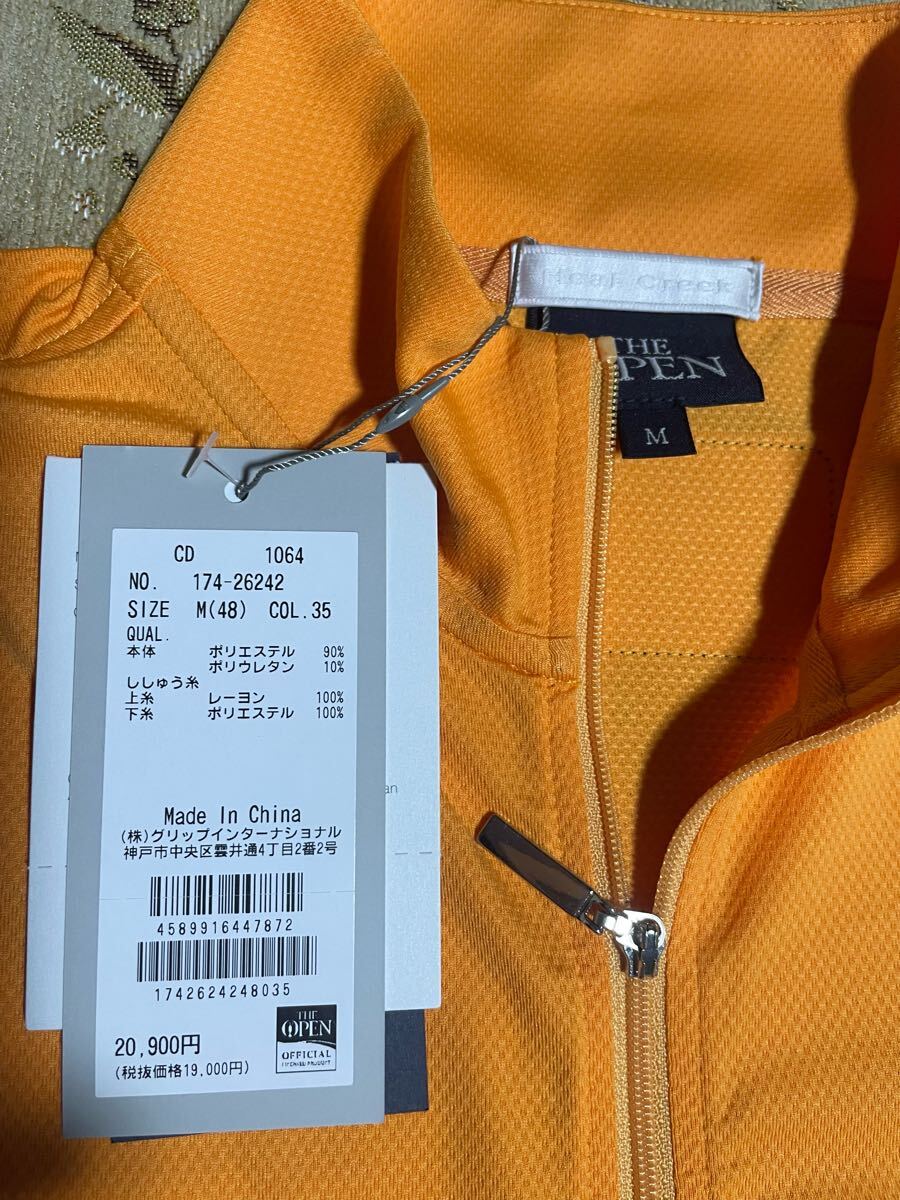 Heal Creek
THE
OPEN
M
CD 1064
NO. 174-26242
SIZE M(48) COL.35
QUAL.
本体 ポリエステル 90%
ポリウレタン 10%
ししゅう糸
上糸 レーヨン 100%
下糸 ポリエステル 100%
an
Made In China
(株)グリップインターナショナル
神戸市中央区雲井通4丁目2番2号
4589916447872
1742624248035
20,900円
(税抜価格19,000円)
THE
OPEN
OFFICIAL
LICENSED PRODUCT